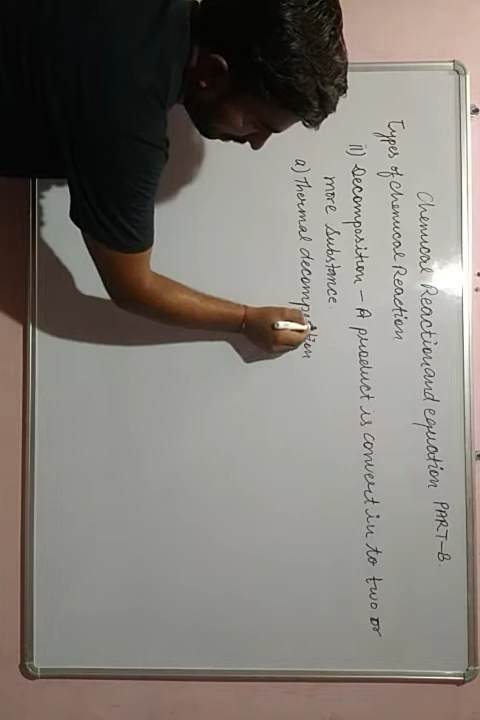 Chemical Reaction and equation PART-B.
Types of chemical Reaction
ii) Decomposition - A product is convert in to two or
more substance.
a) Thermal decomposition